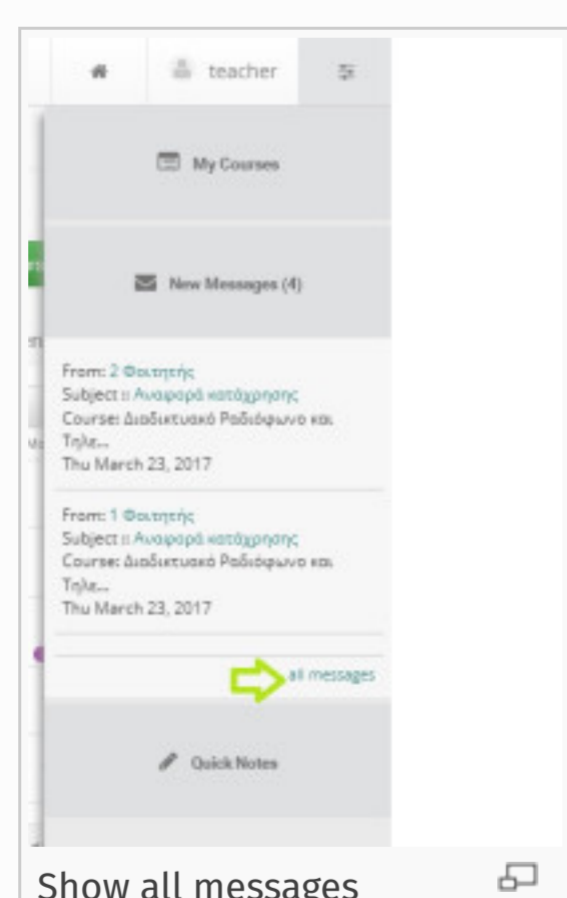 teacher
My Courses
New Messages (4)
From: 2 Φοιτητής
Subject :: Αναφορά κατάχρησης
Course: Διαδικτυακό Ραδιόφωνο και
Τηλε...
Thu March 23, 2017
From: 1 Φοιτητής
Subject :: Αναφορά κατάχρησης
Course: Διαδικτυακό Ραδιόφωνο και
Τηλε...
Thu March 23, 2017
all messages
Quick Notes
Show all messages